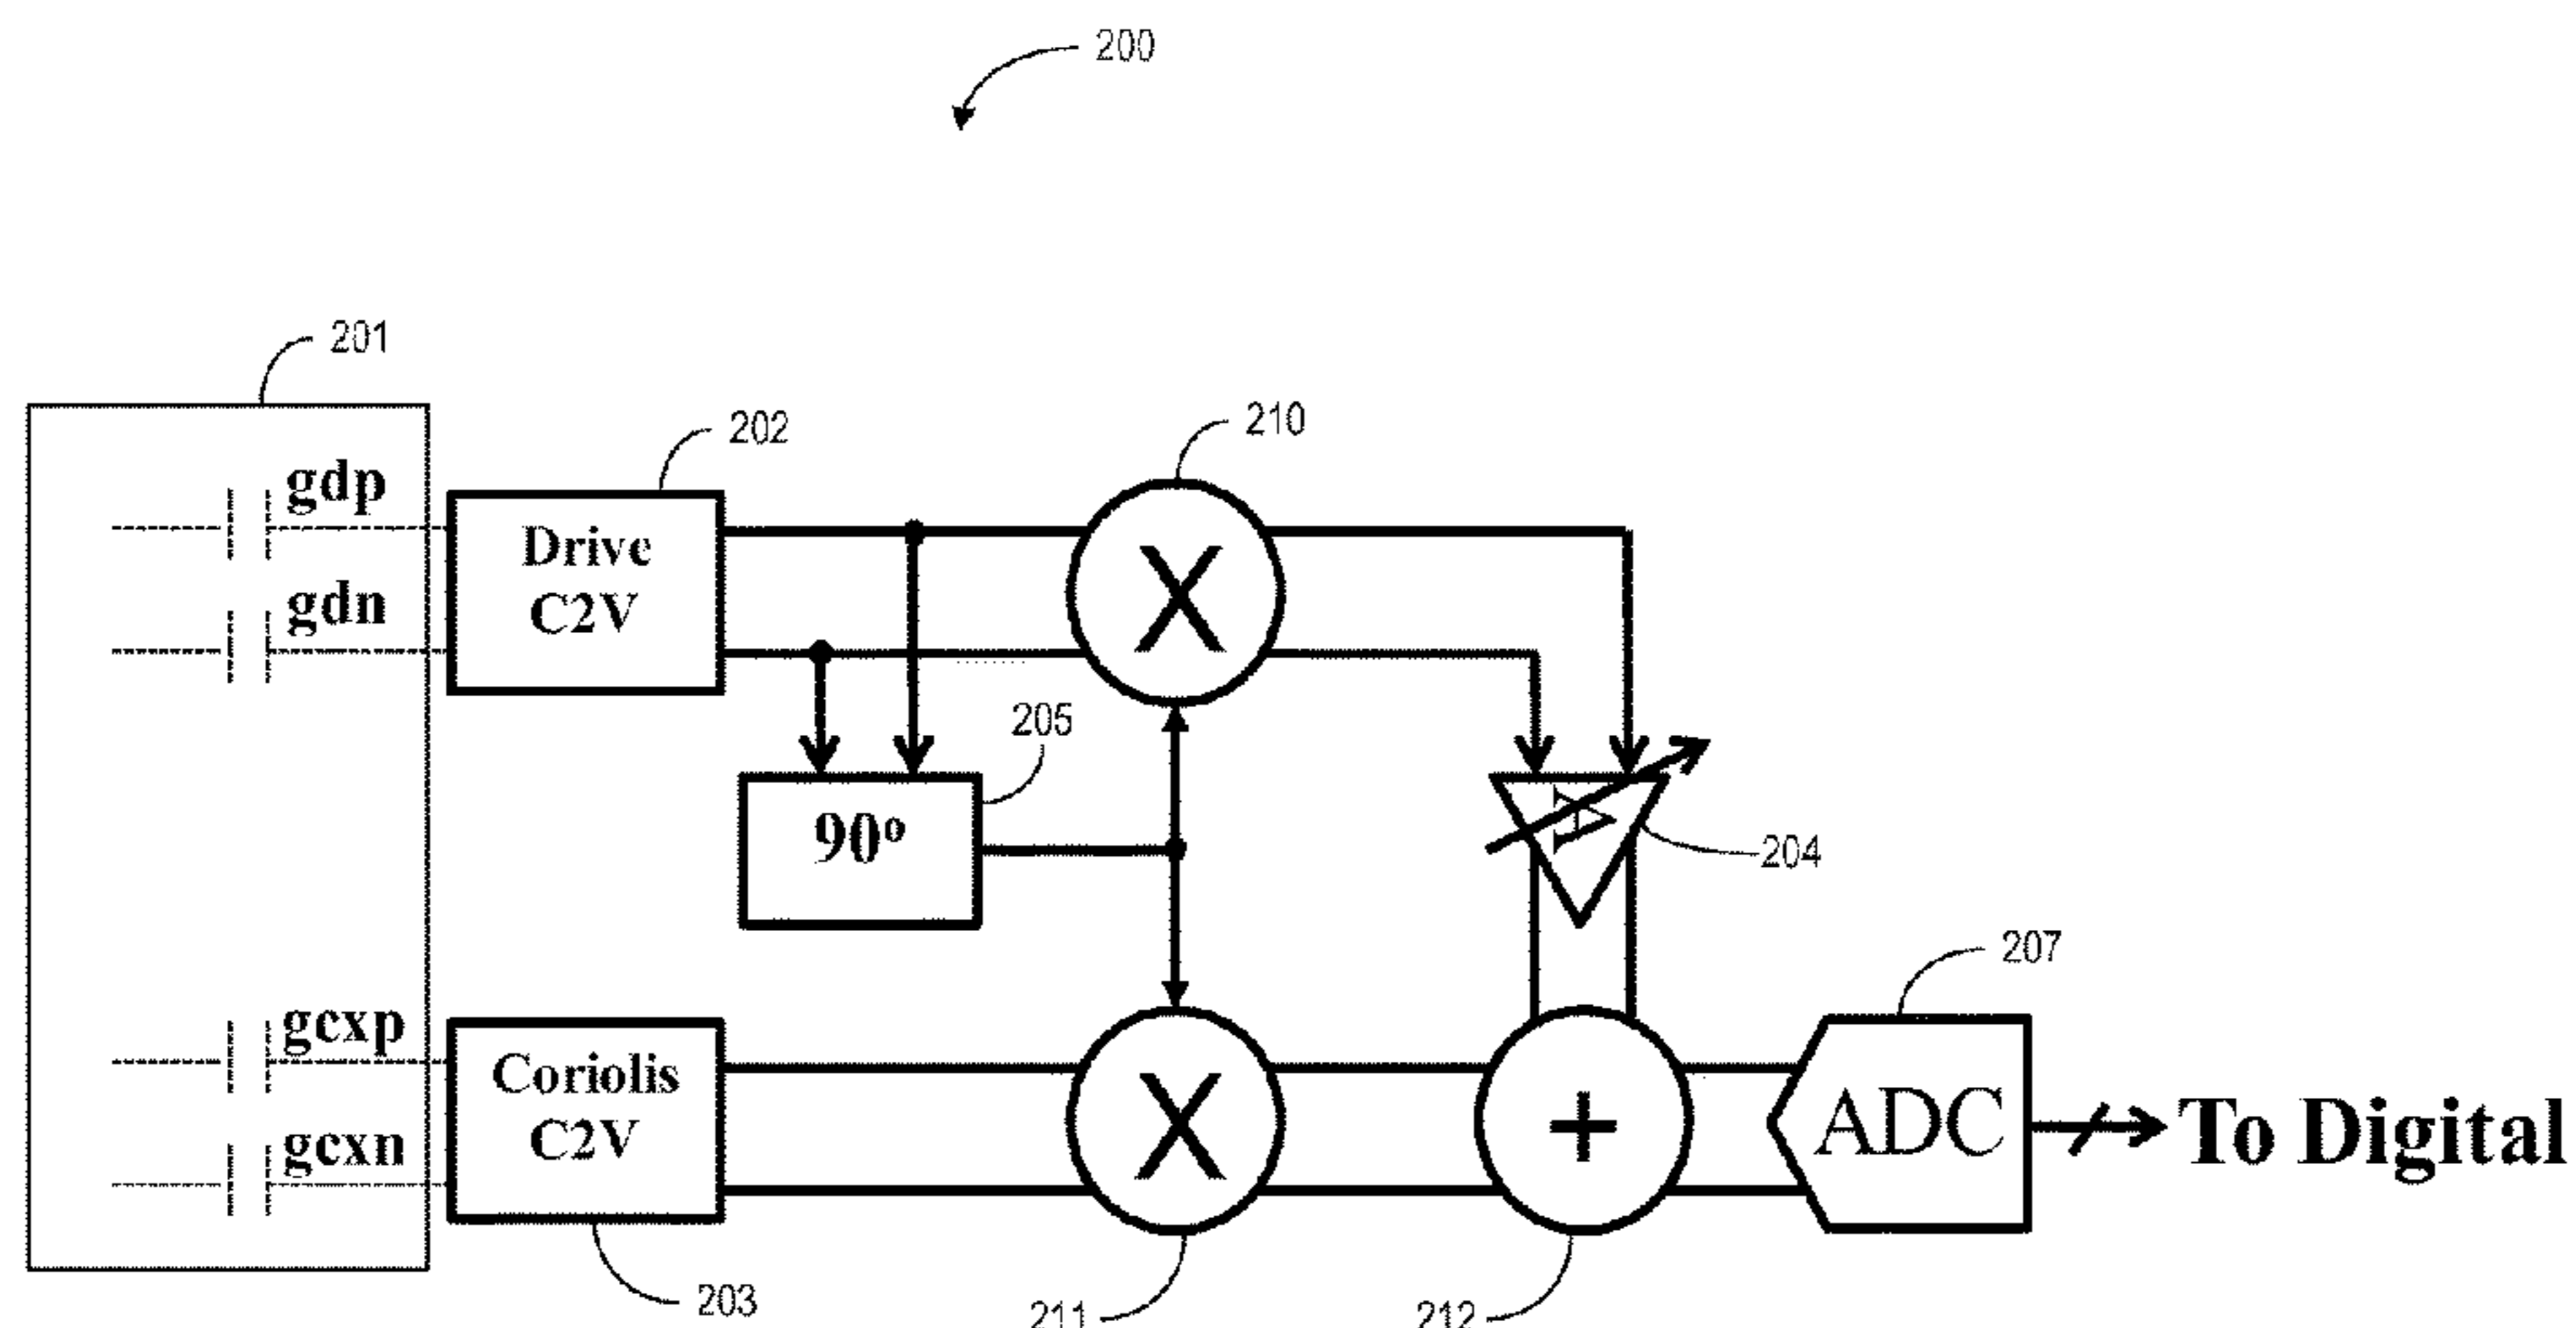 200
201
202
210
gdp
Drive
C2V
gdn
X
205
90o
204
207
gcxp
Coriolis
C2V
gcxn
X
+
ADC
To Digital
203
211
212